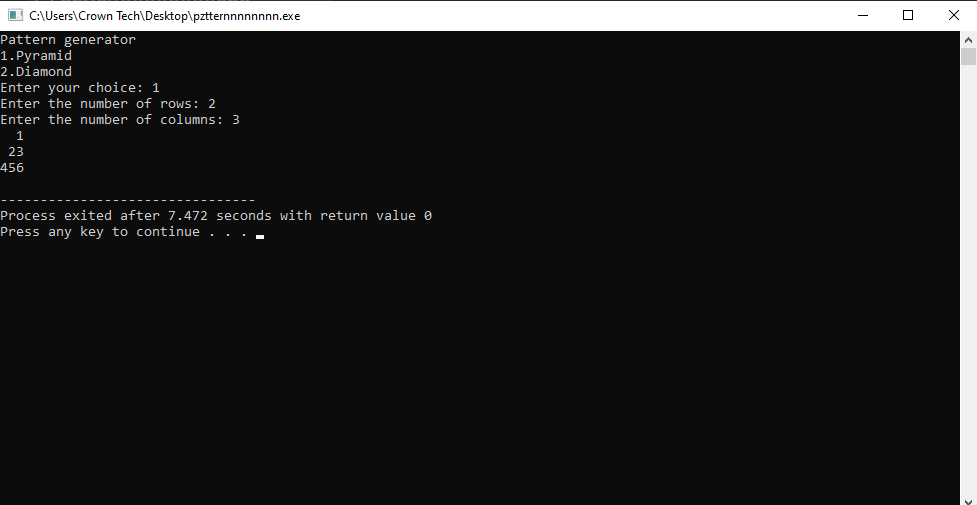 C:\Users\Crown Tech\Desktop\pztternnnnnnnn.exe
Pattern generator
1.Pyramid
2.Diamond
Enter your choice: 1
Enter the number of rows: 2
Enter the number of columns: 3
  1
 23
456
--------------------------------
Process exited after 7.472 seconds with return value 0
Press any key to continue . . .